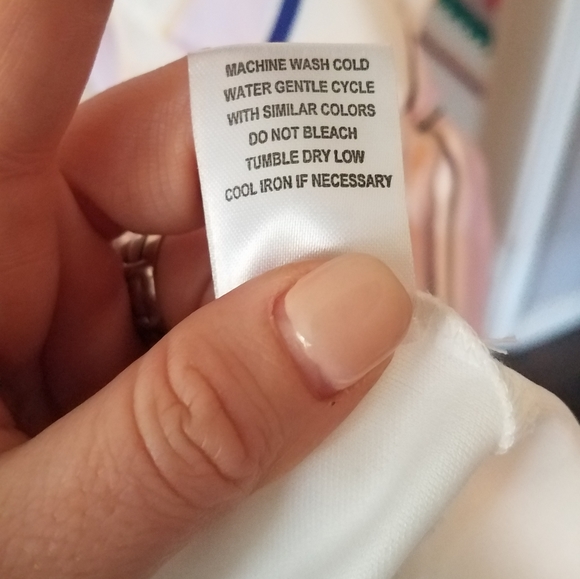 MACHINE WASH COLD
WATER GENTLE CYCLE
WITH SIMILAR COLORS
DO NOT BLEACH
TUMBLE DRY LOW
COOL IRON IF NECESSARY